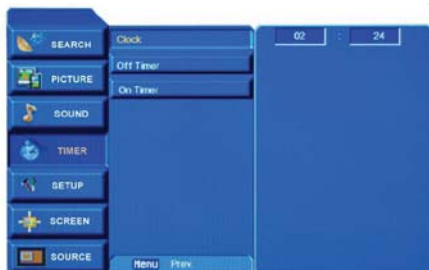 SEARCH
PICTURE
SOUND
TIMER
SETUP
SCREEN
SOURCE
Clock
Off Timer
On Timer
Menu Prev
02 : 24